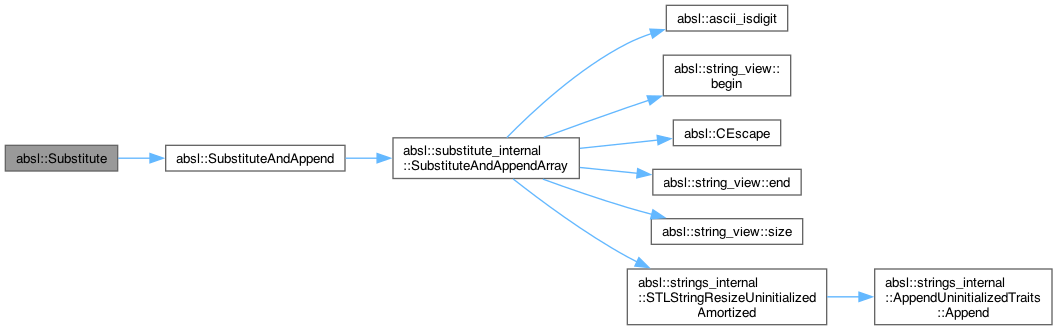 absl::Substitute
absl::SubstituteAndAppend
absl::substitute_internal
::SubstituteAndAppendArray
absl::ascii_isdigit
absl::string_view::
begin
absl::CEscape
absl::string_view::end
absl::string_view::size
absl::strings_internal
::STLStringResizeUninitialized
Amortized
absl::strings_internal
::AppendUninitializedTraits
::Append